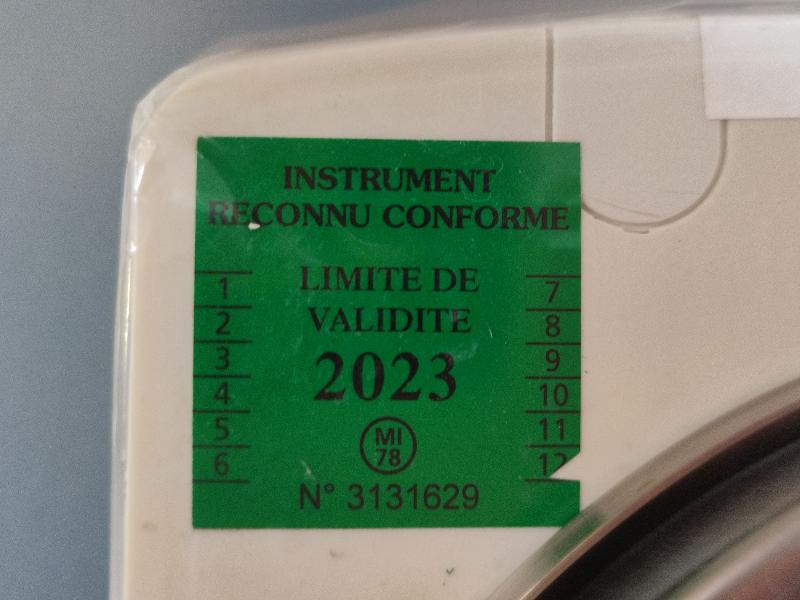 INSTRUMENT
RECONNU CONFORME
LIMITE DE
VALIDITE
2023
1
2
3
4
5
6
7
8
9
10
11
12
MI
78
N° 3131629